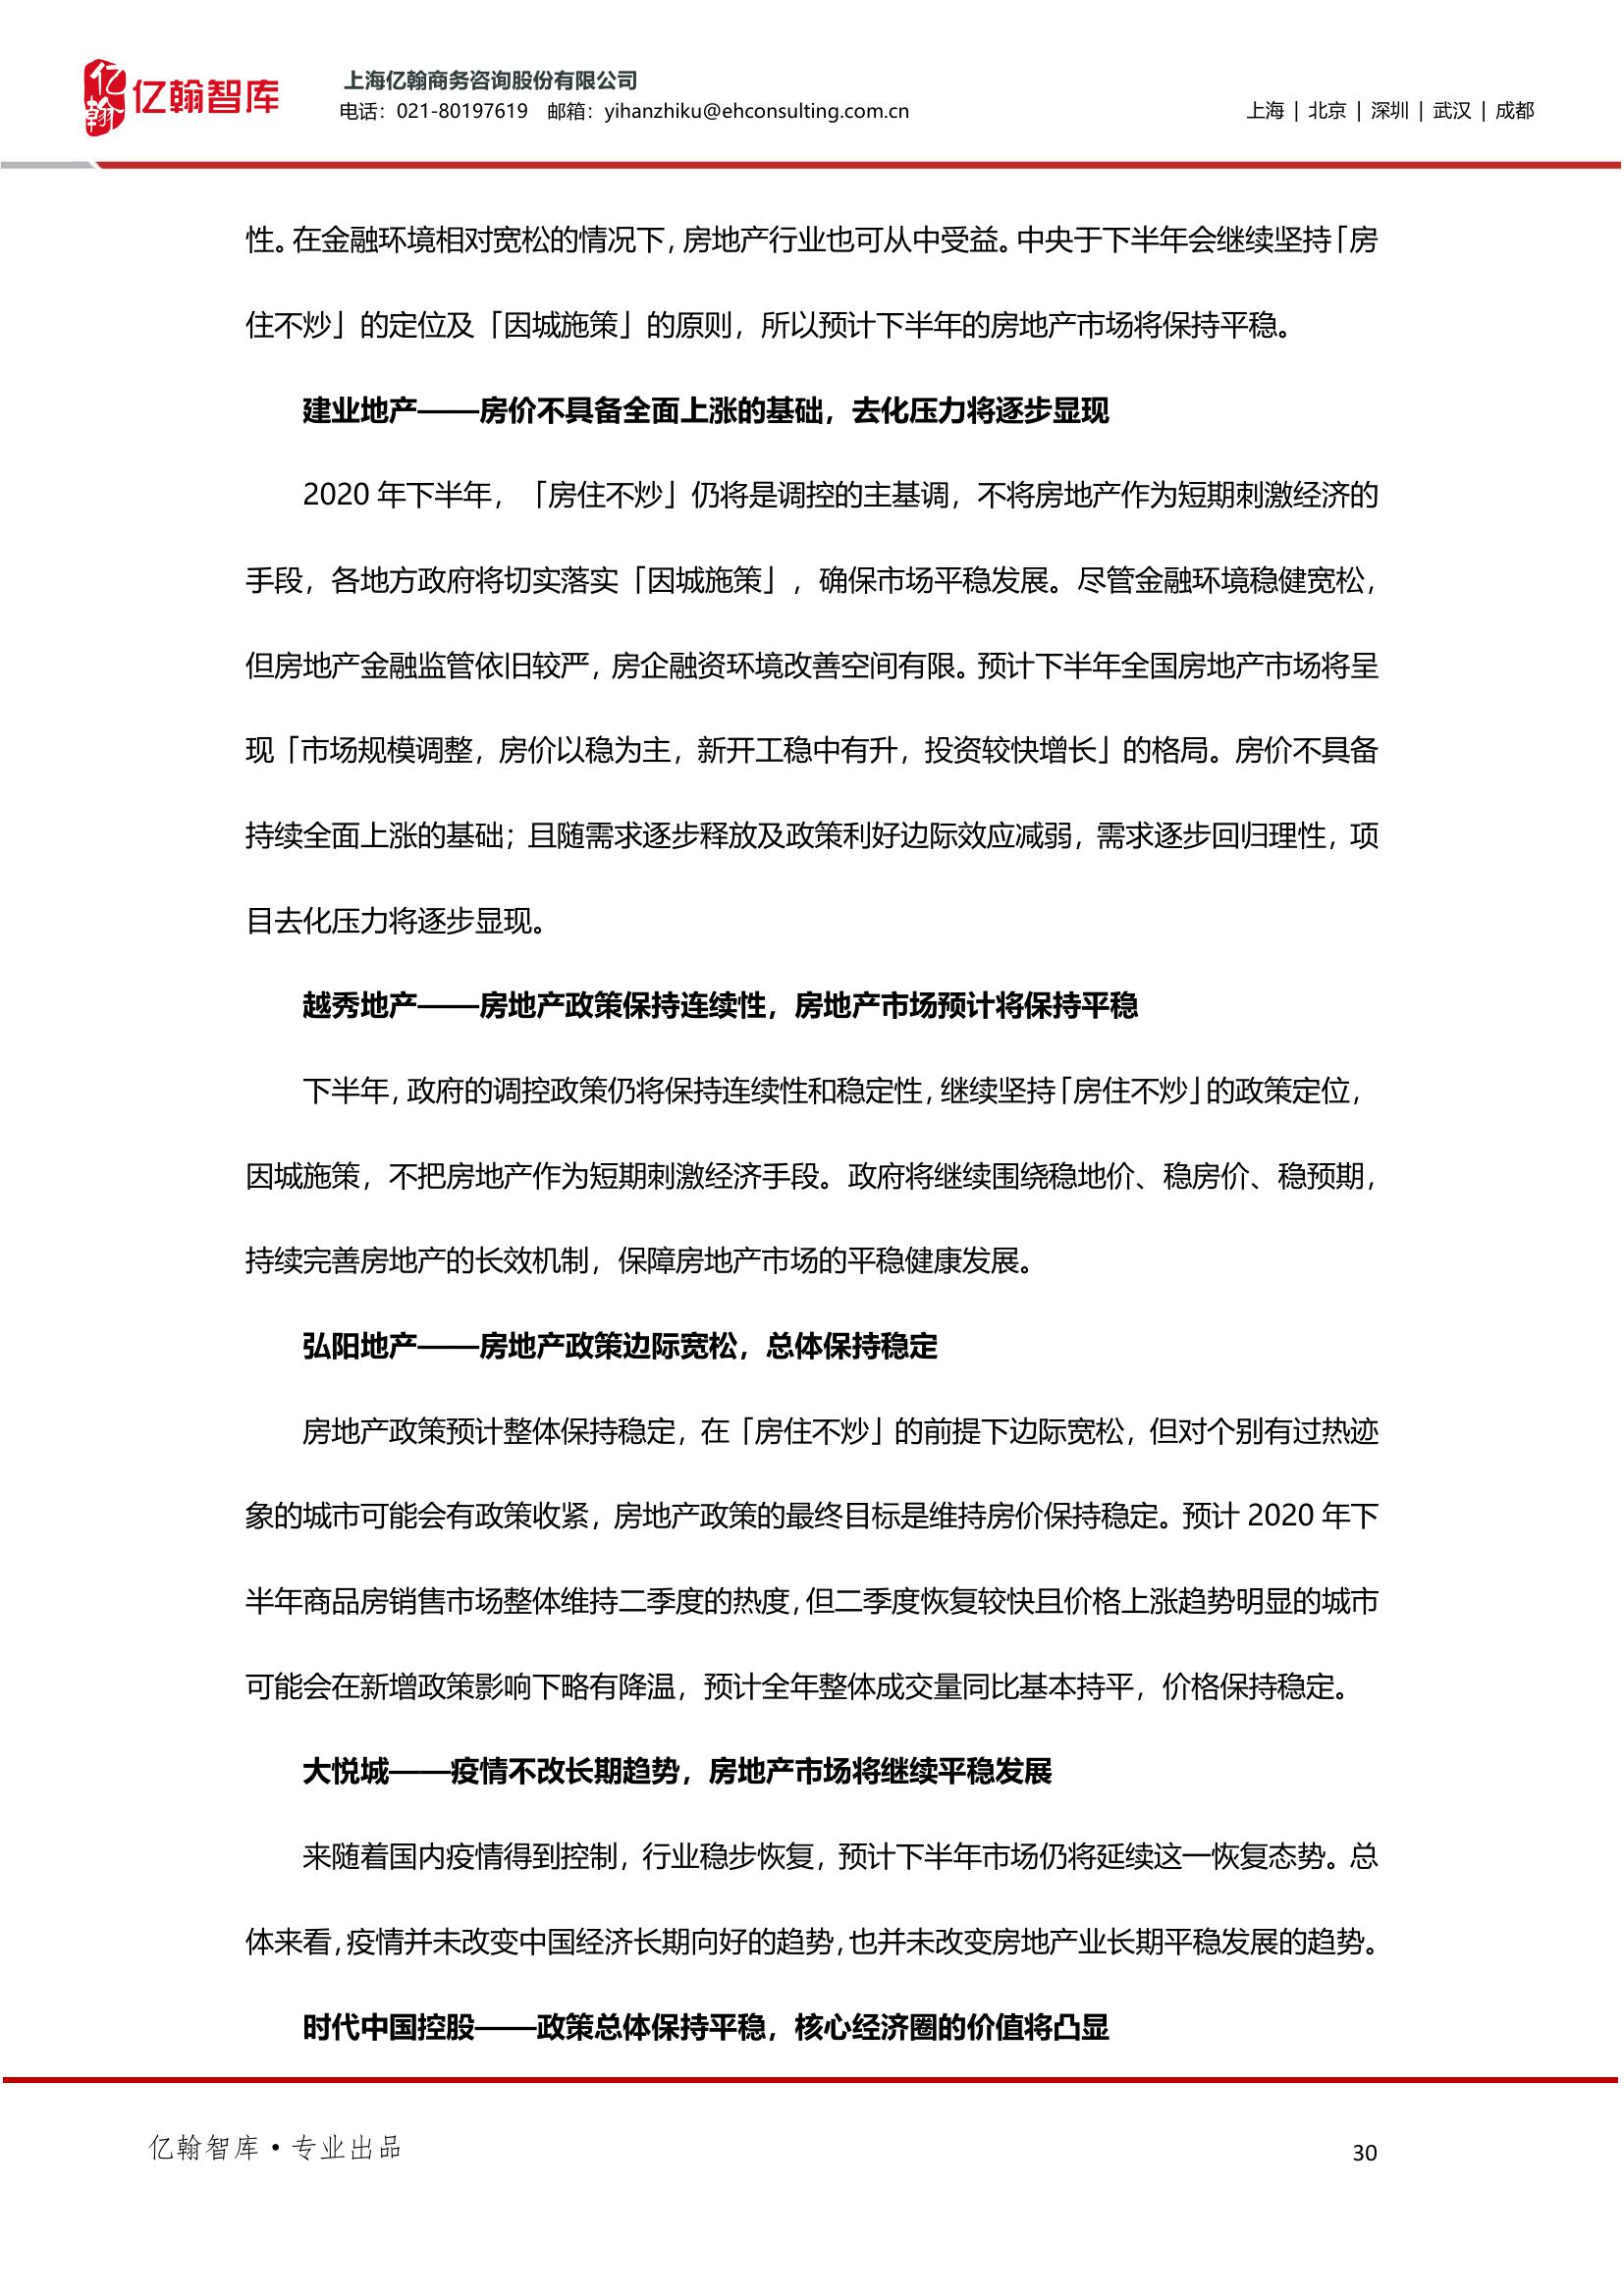 亿翰
亿翰智库
上海亿翰商务咨询股份有限公司
电话：021-80197619 邮箱：yihanzhiku@ehconsulting.com.cn
上海 | 北京 | 深圳 | 武汉 | 成都
性。在金融环境相对宽松的情况下，房地产行业也可从中受益。中央于下半年会继续坚持「房
住不炒」的定位及「因城施策」的原则，所以预计下半年的房地产市场将保持平稳。
建业地产——房价不具备全面上涨的基础，去化压力将逐步显现
2020 年下半年，「房住不炒」仍将是调控的主基调，不将房地产作为短期刺激经济的
手段，各地方政府将切实落实「因城施策」，确保市场平稳发展。尽管金融环境稳健宽松，
但房地产金融监管依旧较严，房企融资环境改善空间有限。预计下半年全国房地产市场将呈
现「市场规模调整，房价以稳为主，新开工稳中有升，投资较快增长」的格局。房价不具备
持续全面上涨的基础；且随需求逐步释放及政策利好边际效应减弱，需求逐步回归理性，项
目去化压力将逐步显现。
越秀地产——房地产政策保持连续性，房地产市场预计将保持平稳
下半年，政府的调控政策仍将保持连续性和稳定性，继续坚持「房住不炒」的政策定位，
因城施策，不把房地产作为短期刺激经济手段。政府将继续围绕稳地价、稳房价、稳预期，
持续完善房地产的长效机制，保障房地产市场的平稳健康发展。
弘阳地产——房地产政策边际宽松，总体保持稳定
房地产政策预计整体保持稳定，在「房住不炒」的前提下边际宽松，但对个别有过热迹
象的城市可能会有政策收紧，房地产政策的最终目标是维持房价保持稳定。预计 2020 年下
半年商品房销售市场整体维持二季度的热度，但二季度恢复较快且价格上涨趋势明显的城市
可能会在新增政策影响下略有降温，预计全年整体成交量同比基本持平，价格保持稳定。
大悦城——疫情不改长期趋势，房地产市场将继续平稳发展
来随着国内疫情得到控制，行业稳步恢复，预计下半年市场仍将延续这一恢复态势。总
体来看，疫情并未改变中国经济长期向好的趋势，也并未改变房地产业长期平稳发展的趋势。
时代中国控股——政策总体保持平稳，核心经济圈的价值将凸显
亿翰智库·专业出品
30